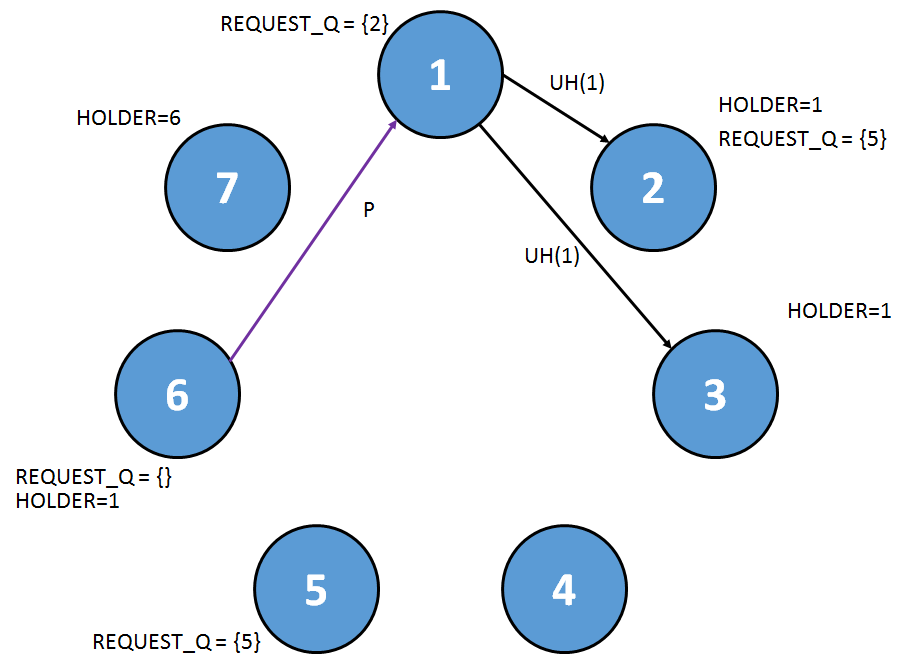 REQUEST_Q = {2}
1
UH(1)
HOLDER=1
REQUEST_Q = {5}
HOLDER=6
7
2
P
UH(1)
HOLDER=1
6
3
REQUEST_Q = {}
HOLDER=1
5
4
REQUEST_Q = {5}